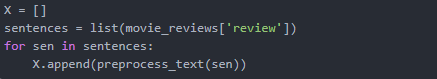 X = []
sentences = list(movie_reviews['review'])
for sen in sentences:
    X.append(preprocess_text(sen))